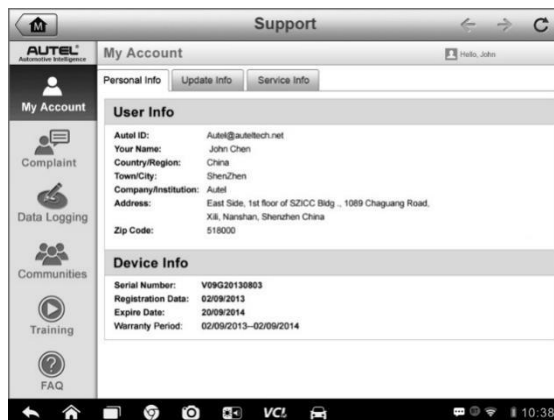 Support
AUTEL
Automotive Intelligence
My Account
Hello, John
Personal Info
Update Info
Service Info
My Account
Complaint
Data Logging
Communities
Training
FAQ
User Info
Autel ID: Autel@auteltech.net
Your Name: John Chen
Country/Region: China
Town/City: ShenZhen
Company/Institution: Autel
Address: East Side, 1st floor of SZICC Bldg ., 1089 Chaguang Road,
Xili, Nanshan, Shenzhen China
Zip Code: 518000
Device Info
Serial Number: V09G20130803
Registration Data: 02/09/2013
Expire Date: 20/09/2014
Warranty Period: 02/09/2013--02/09/2014
M
VCI
10:38